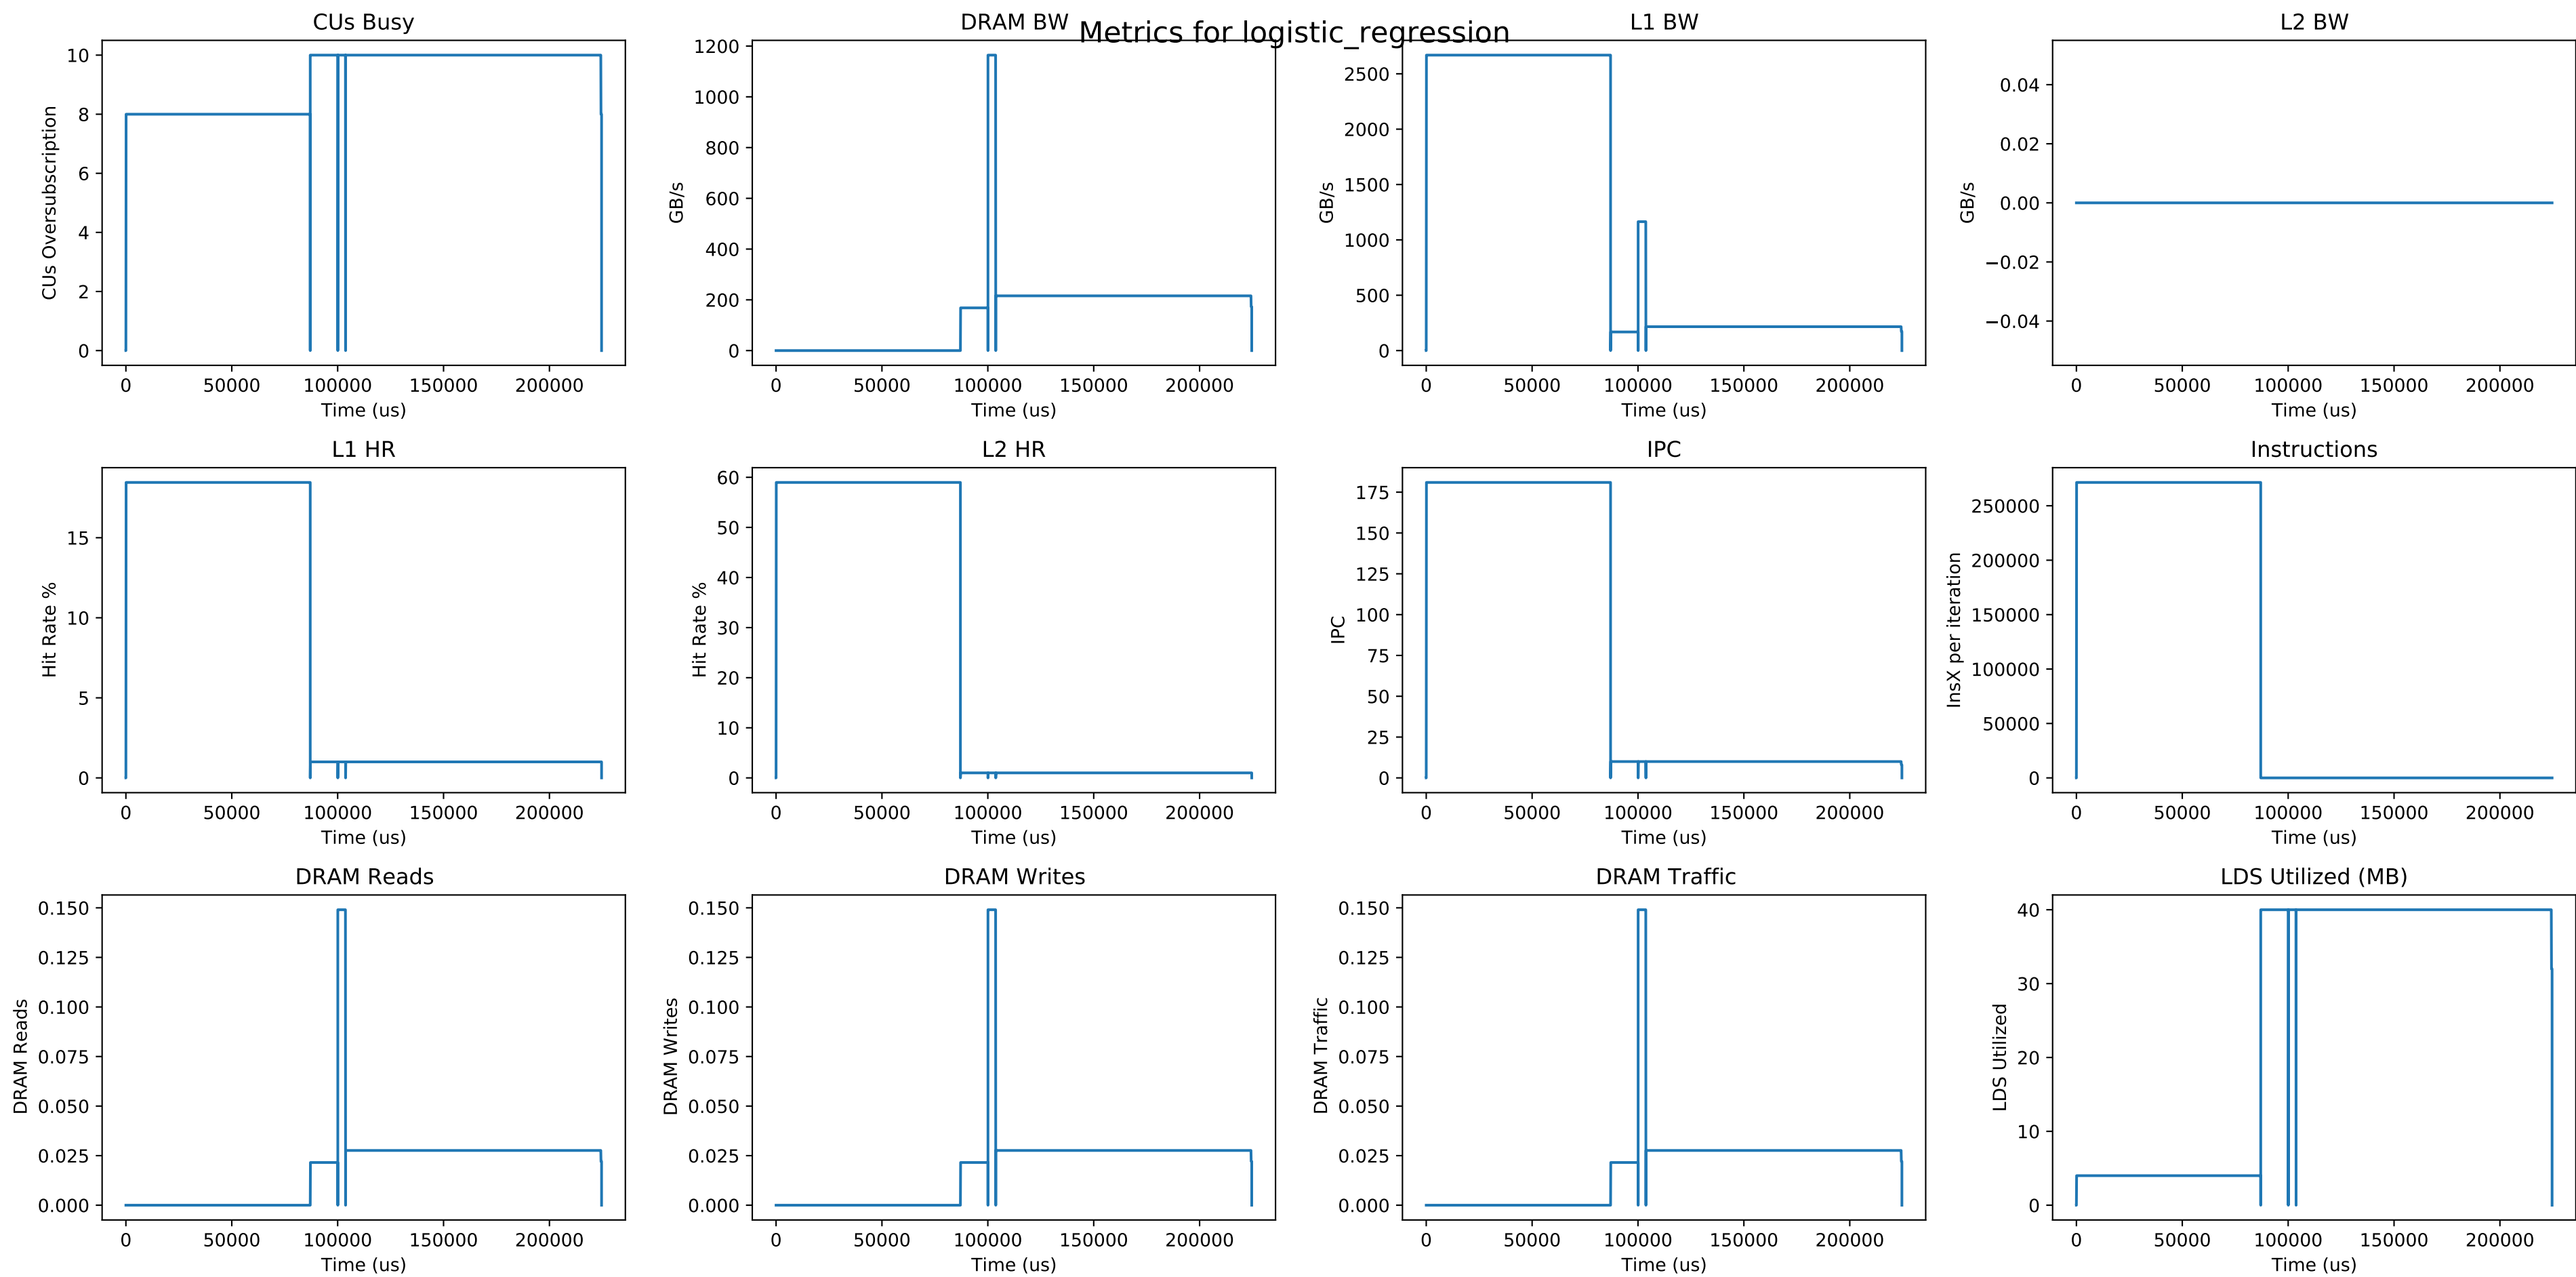 Metrics for logistic_regression
CUs Busy
CUs Oversubscription
10
8
6
4
2
0
0 50000 100000 150000 200000
Time (us)
DRAM BW
GB/s
1200
1000
800
600
400
200
0
0 50000 100000 150000 200000
Time (us)
L1 BW
GB/s
2500
2000
1500
1000
500
0
0 50000 100000 150000 200000
Time (us)
L2 BW
GB/s
0.04
0.02
0.00
−0.02
−0.04
0 50000 100000 150000 200000
Time (us)
L1 HR
Hit Rate %
15
10
5
0
0 50000 100000 150000 200000
Time (us)
L2 HR
Hit Rate %
60
50
40
30
20
10
0
0 50000 100000 150000 200000
Time (us)
IPC
IPC
175
150
125
100
75
50
25
0
0 50000 100000 150000 200000
Time (us)
Instructions
InsX per iteration
250000
200000
150000
100000
50000
0
0 50000 100000 150000 200000
Time (us)
DRAM Reads
DRAM Reads
0.150
0.125
0.100
0.075
0.050
0.025
0.000
0 50000 100000 150000 200000
Time (us)
DRAM Writes
DRAM Writes
0.150
0.125
0.100
0.075
0.050
0.025
0.000
0 50000 100000 150000 200000
Time (us)
DRAM Traffic
DRAM Traffic
0.150
0.125
0.100
0.075
0.050
0.025
0.000
0 50000 100000 150000 200000
Time (us)
LDS Utilized (MB)
LDS Utilized
40
30
20
10
0
0 50000 100000 150000 200000
Time (us)